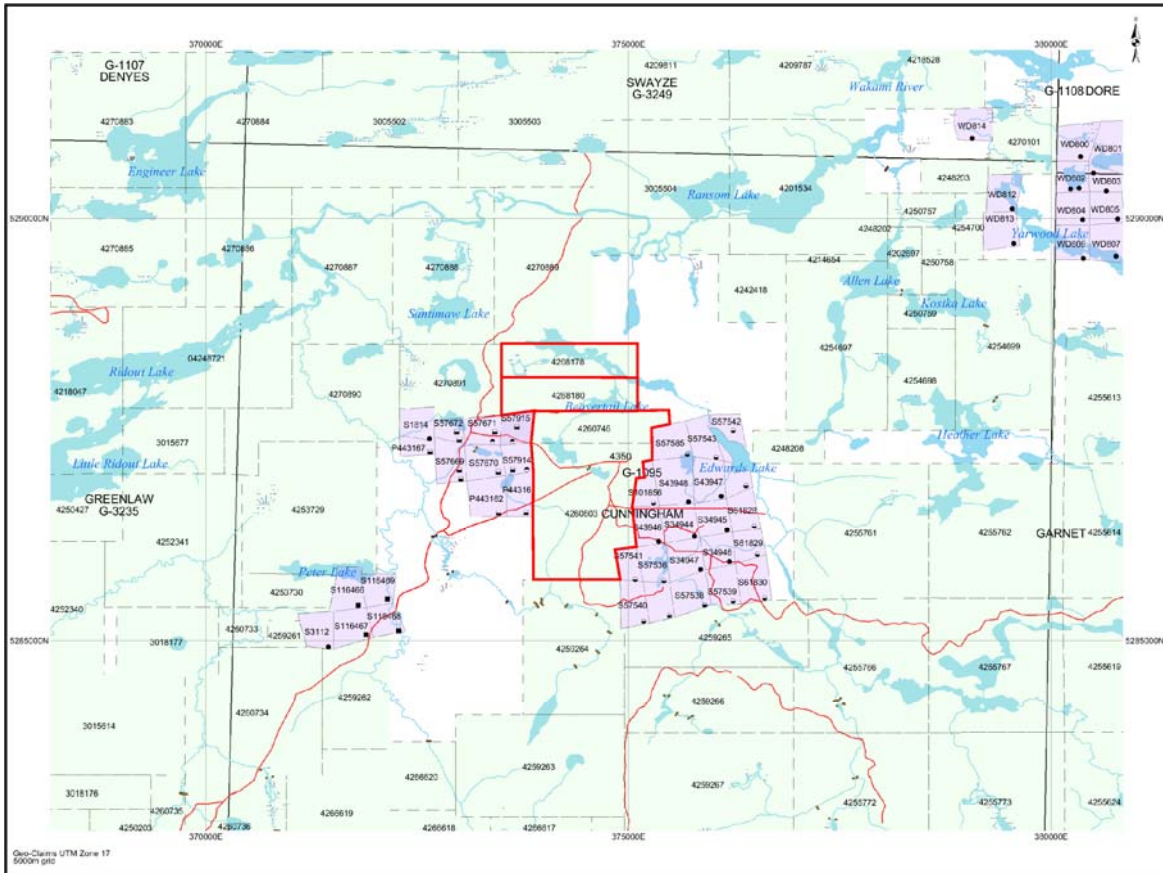 370000E
375000E
380000E
G-1107
DENYES
4209811
4209787
4218528
SWAYZE
G-3249
Wakami River
G-1108 DORE
4270883
4270884
3005502
3005503
WD814
4270101
WD800
WD801
Engineer Lake
3005504
Ransom Lake
4201534
4248203
WD812
WD802
WD803
5290000N
4250757
WD813
WD804
WD805
5290000N
4270885
4270886
4248202
4254700
Yarwood Lake
4270887
4270888
4270889
4214654
4202697
4250758
WD806
WD807
Allen Lake
4242418
Kosika Lake
Santimaw Lake
4250759
04248721
4254697
4254699
4268178
Ridout Lake
4270891
4254698
4218047
4270890
4268180
4255613
Beavertail Lake
S1814
S57672
S57671
S57915
4260746
S57542
3015677
P443167
S57585
S57543
4248208
Heather Lake
Little Ridout Lake
S57669
S57670
S57914
4350
G-1095
Edwards Lake
GREENLAW
G-3235
P44316
S43948
S43947
4250427
4253729
P443162
S101856
CUNNINGHAM
4260603
S61828
4252341
S43946
S34944
S34945
4255761
4255762
GARNET
4255614
S57541
S34947
S34946
S61829
Peter Lake
S116469
S57536
4252340
4253730
S116466
S57540
S57538
S57539
S61830
S3112
S116467
S116468
3018177
4260733
4259261
4259265
5285000N
5285000N
4250264
4255766
4255767
4255619
4259262
3015614
4260734
4259266
4259263
4266620
4259267
3018176
4260735
4266619
4255772
4255773
4255624
4250203
4260736
4266618
4266617
370000E
375000E
380000E
Geo-Claims UTM Zone 17
5000m grid